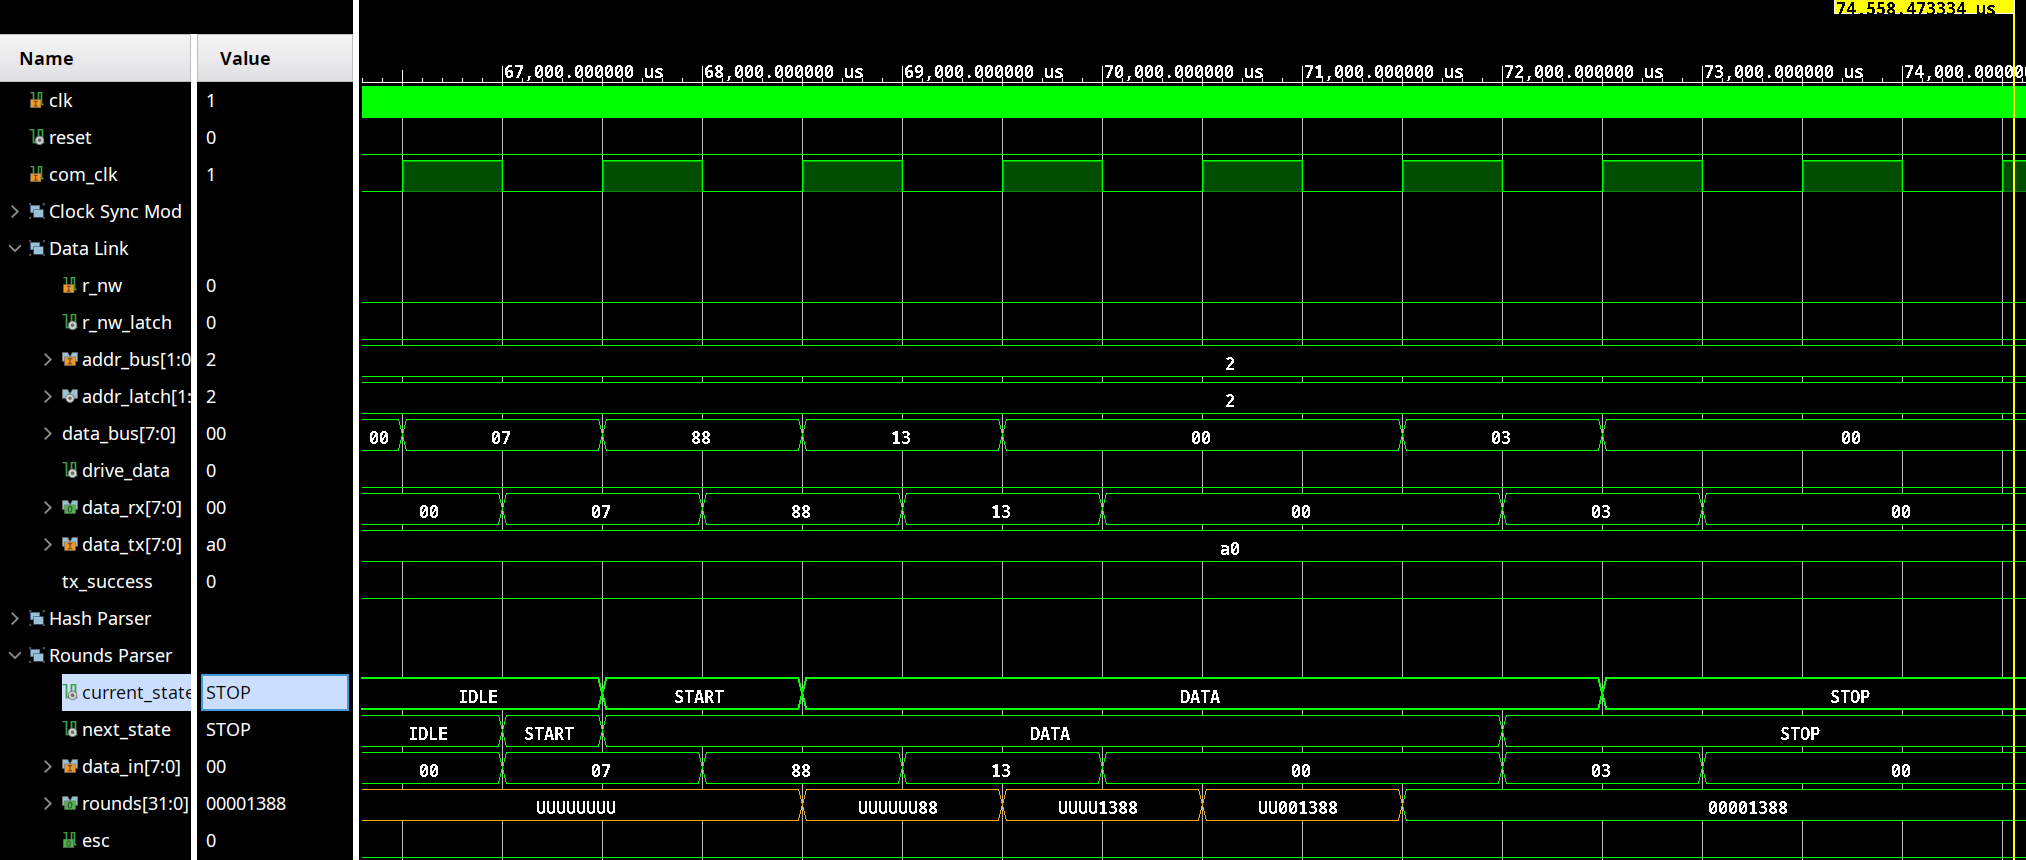 74,558.473334 us
Name Value
67,000.000000 us 68,000.000000 us 69,000.000000 us 70,000.000000 us 71,000.000000 us 72,000.000000 us 73,000.000000 us 74,000.00000
clk 1
reset 0
com_clk 1
Clock Sync Mod
Data Link
r_nw 0
r_nw_latch 0
addr_bus[1:0 2 2
addr_latch[1: 2 2
data_bus[7:0] 00 00 07 88 13 00 03 00
drive_data 0
data_rx[7:0] 00 00 07 88 13 00 03 00
data_tx[7:0] a0 a0
tx_success 0
Hash Parser
Rounds Parser
current_state STOP IDLE START DATA STOP
next_state STOP IDLE START DATA STOP
data_in[7:0] 00 00 07 88 13 00 03 00
rounds[31:0] 00001388 UUUUUUUU UUUUUU88 UUUU1388 UU001388 00001388
esc 0